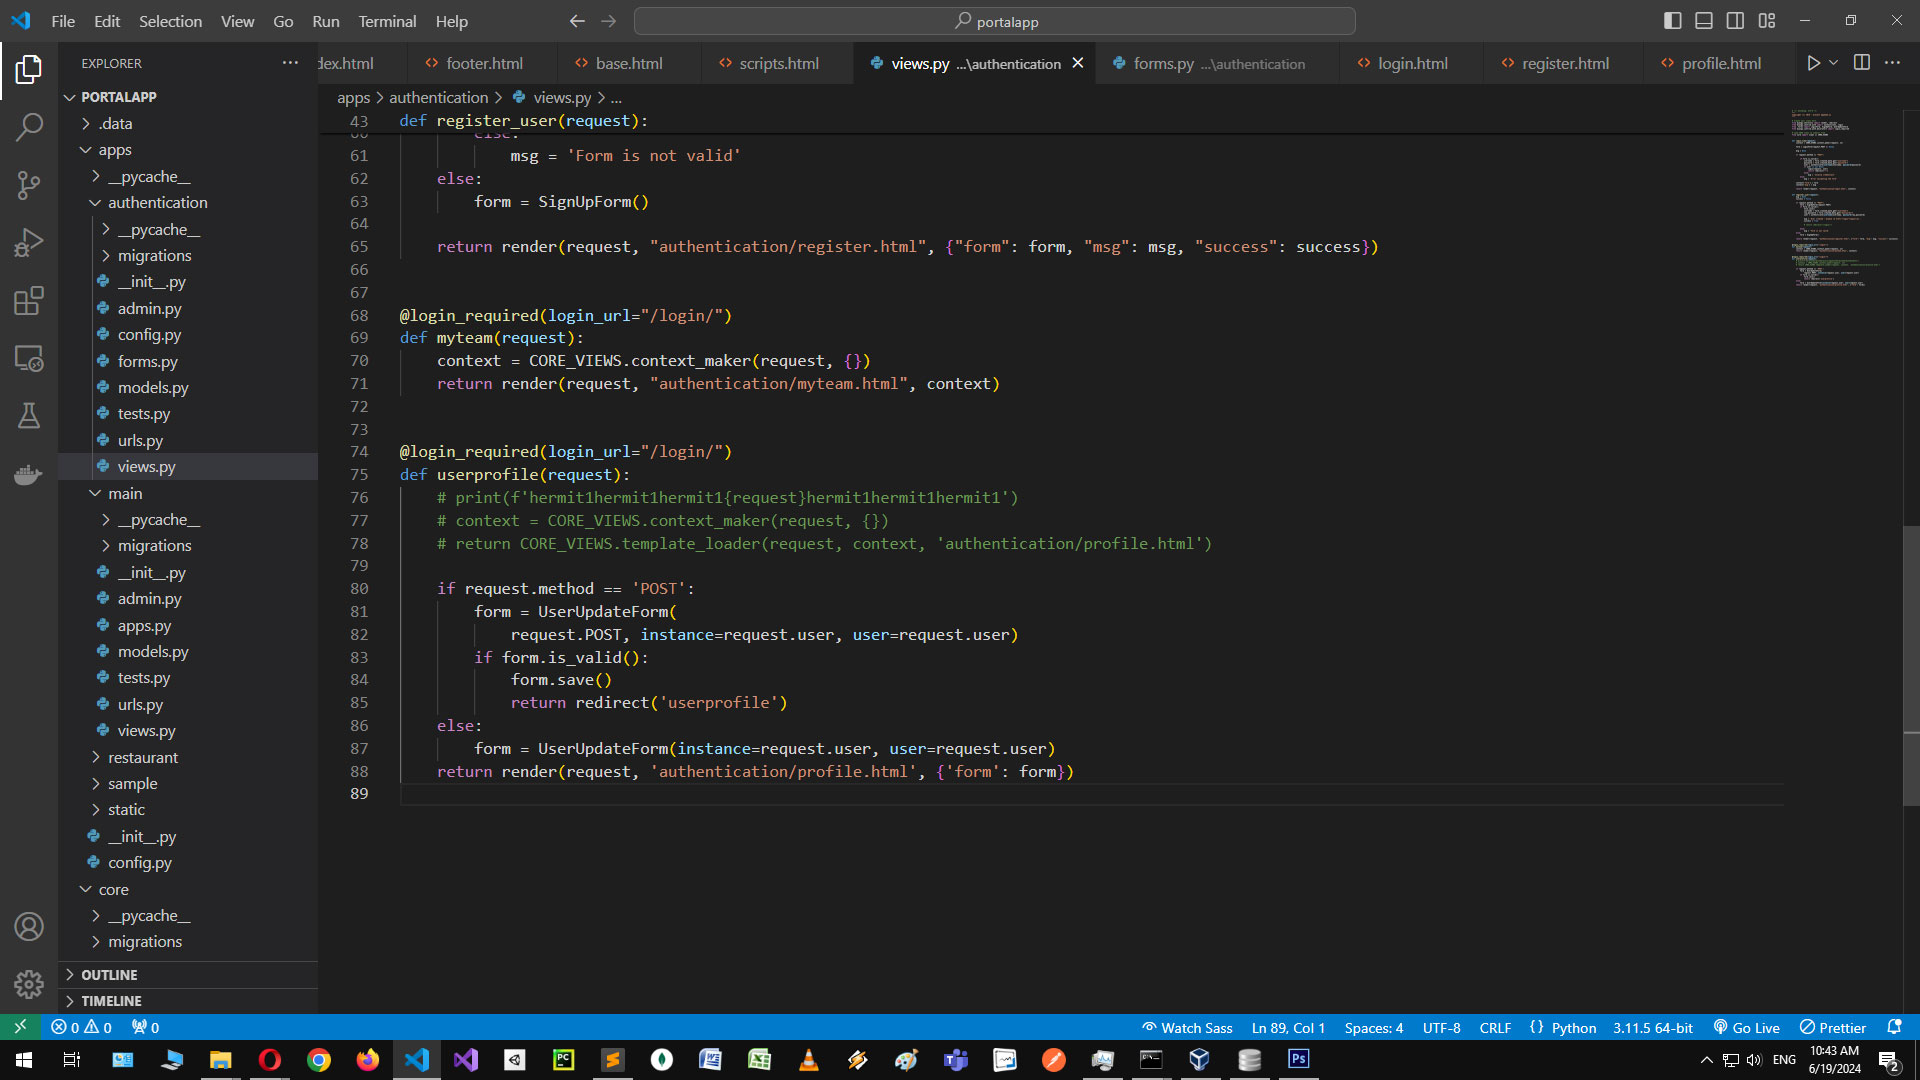 File Edit Selection View Go Run Terminal Help
portalapp
EXPLORER
dex.html
footer.html
base.html
scripts.html
views.py ...\authentication
forms.py ...\authentication
login.html
register.html
profile.html
PORTALAPP
.data
apps
__pycache__
authentication
__pycache__
migrations
__init__.py
admin.py
config.py
forms.py
models.py
tests.py
urls.py
views.py
main
__pycache__
migrations
__init__.py
admin.py
apps.py
models.py
tests.py
urls.py
views.py
restaurant
sample
static
__init__.py
config.py
core
__pycache__
migrations
OUTLINE
TIMELINE
apps > authentication > views.py > ...
43 def register_user(request):
60 else:
61 msg = 'Form is not valid'
62 else:
63 form = SignUpForm()
64
65 return render(request, "authentication/register.html", {"form": form, "msg": msg, "success": success})
66
67
68 @login_required(login_url="/login/")
69 def myteam(request):
70 context = CORE_VIEWS.context_maker(request, {})
71 return render(request, "authentication/myteam.html", context)
72
73
74 @login_required(login_url="/login/")
75 def userprofile(request):
76 # print(f'hermit1hermit1hermit1{request}hermit1hermit1hermit1')
77 # context = CORE_VIEWS.context_maker(request, {})
78 # return CORE_VIEWS.template_loader(request, context, 'authentication/profile.html')
79
80 if request.method == 'POST':
81 form = UserUpdateForm(
82 request.POST, instance=request.user, user=request.user)
83 if form.is_valid():
84 form.save()
85 return redirect('userprofile')
86 else:
87 form = UserUpdateForm(instance=request.user, user=request.user)
88 return render(request, 'authentication/profile.html', {'form': form})
89
0 0 0
Watch Sass
Ln 89, Col 1
Spaces: 4
UTF-8
CRLF
{ } Python
3.11.5 64-bit
Go Live
Prettier
PC
Ps
ENG
10:43 AM
6/19/2024
2